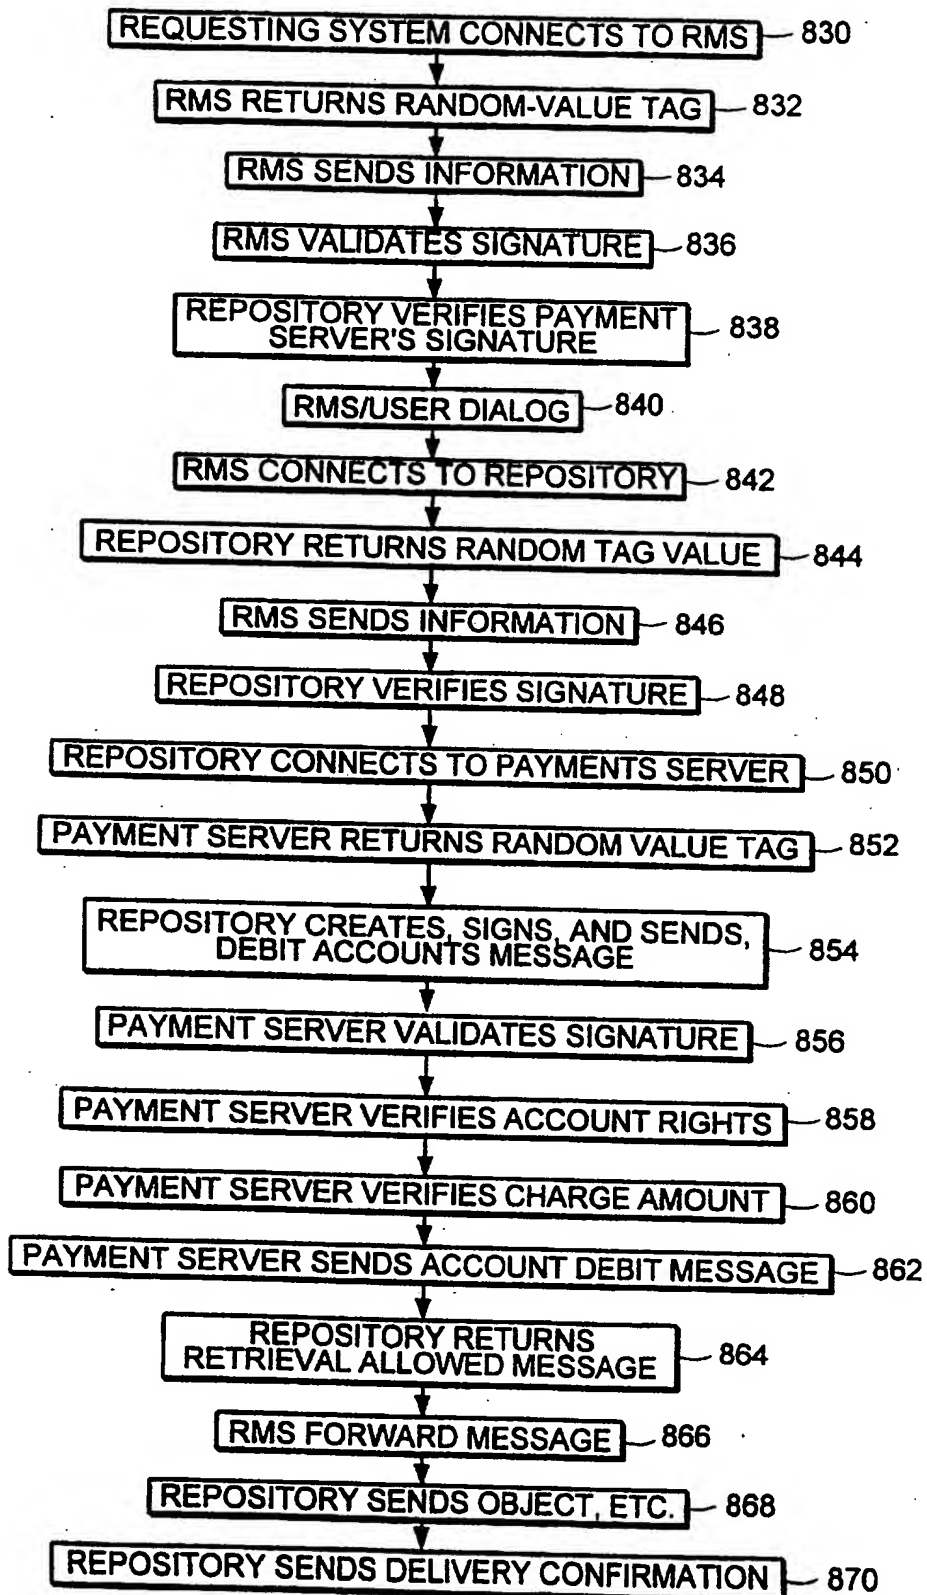 REQUESTING SYSTEM CONNECTS TO RMS 830
RMS RETURNS RANDOM-VALUE TAG 832
RMS SENDS INFORMATION 834
RMS VALIDATES SIGNATURE 836
REPOSITORY VERIFIES PAYMENT
SERVER'S SIGNATURE 838
RMS/USER DIALOG 840
RMS CONNECTS TO REPOSITORY 842
REPOSITORY RETURNS RANDOM TAG VALUE 844
RMS SENDS INFORMATION 846
REPOSITORY VERIFIES SIGNATURE 848
REPOSITORY CONNECTS TO PAYMENTS SERVER 850
PAYMENT SERVER RETURNS RANDOM VALUE TAG 852
REPOSITORY CREATES, SIGNS, AND SENDS,
DEBIT ACCOUNTS MESSAGE 854
PAYMENT SERVER VALIDATES SIGNATURE 856
PAYMENT SERVER VERIFIES ACCOUNT RIGHTS 858
PAYMENT SERVER VERIFIES CHARGE AMOUNT 860
PAYMENT SERVER SENDS ACCOUNT DEBIT MESSAGE 862
REPOSITORY RETURNS
RETRIEVAL ALLOWED MESSAGE 864
RMS FORWARD MESSAGE 866
REPOSITORY SENDS OBJECT, ETC. 868
REPOSITORY SENDS DELIVERY CONFIRMATION 870